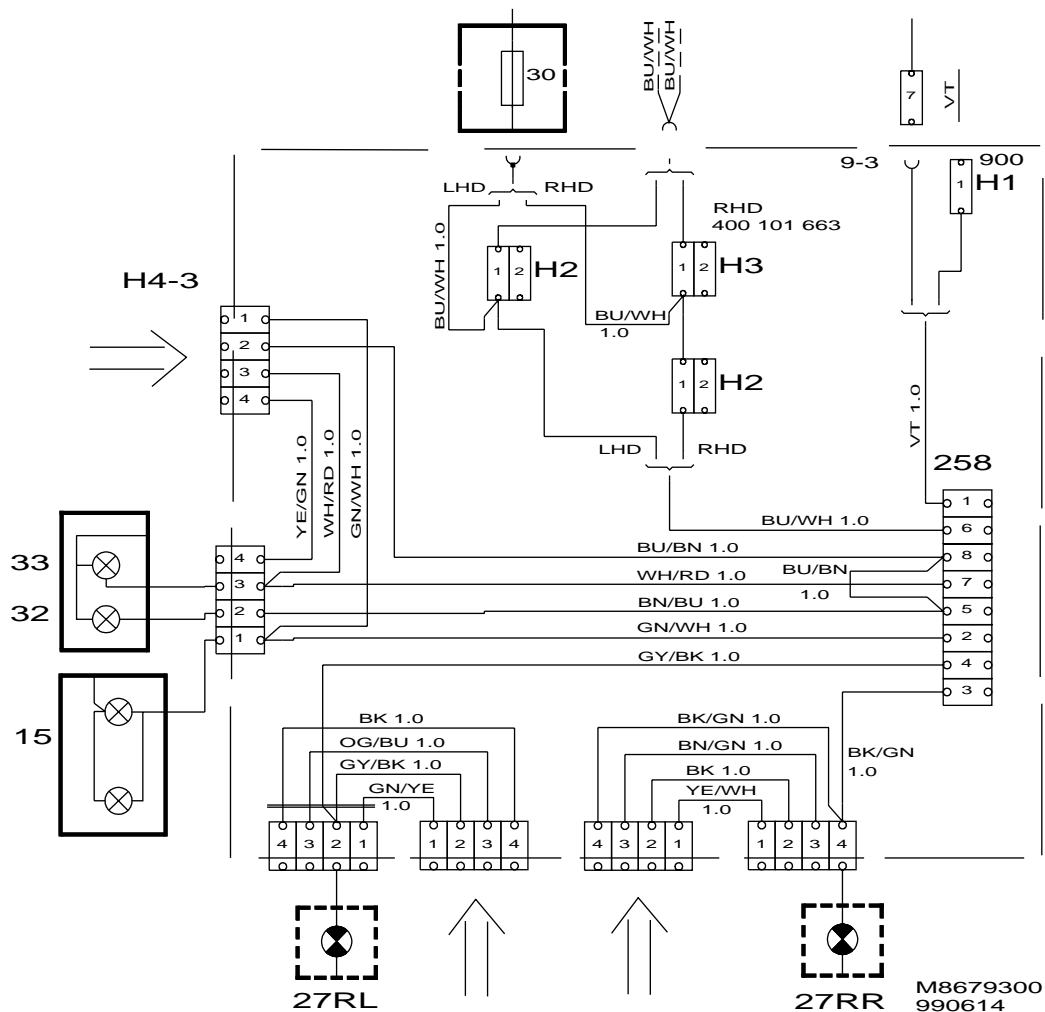 30
BU/WH
BU/WH
7
VT
LHD
RHD
9-3
900
1
H1
RHD
400 101 663
BU/WH 1.0
1 2
H2
1 2
H3
BU/WH
1.0
H4-3
1
2
3
4
1 2
H2
YE/GN 1.0
WH/RD 1.0
GN/WH 1.0
LHD
RHD
VT 1.0
258
1
6
8
7
5
2
4
3
BU/WH 1.0
BU/BN 1.0
BU/BN
1.0
WH/RD 1.0
BN/BU 1.0
GN/WH 1.0
GY/BK 1.0
33
32
4
3
2
1
15
BK 1.0
OG/BU 1.0
GY/BK 1.0
GN/YE
1.0
BK/GN 1.0
BN/GN 1.0
BK 1.0
YE/WH
1.0
BK/GN
1.0
4 3 2 1
1 2 3 4
4 3 2 1
1 2 3 4
27RL
27RR
M8679300
990614